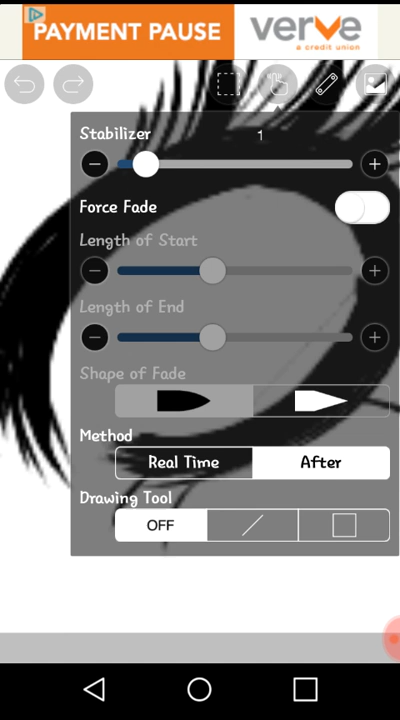 PAYMENT PAUSE
verve
a credit union
Stabilizer 1
Force Fade
Length of Start
Length of End
Shape of Fade
Method
Real Time After
Drawing Tool
OFF